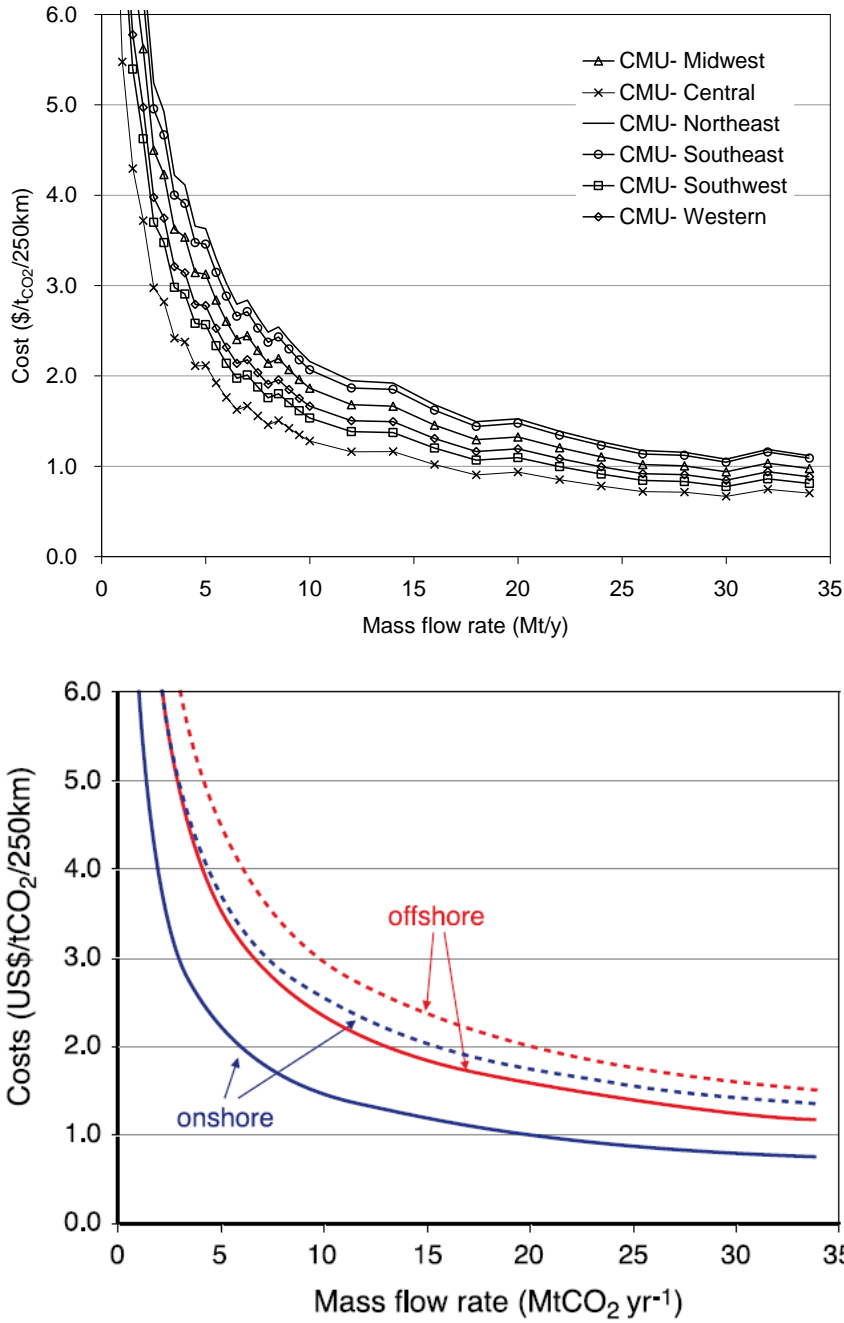 6.0
5.0
4.0
3.0
2.0
1.0
0.0
Cost ($/t_CO2/250km)
CMU- Midwest
CMU- Central
CMU- Northeast
CMU- Southeast
CMU- Southwest
CMU- Western
0 5 10 15 20 25 30 35
Mass flow rate (Mt/y)
6.0
5.0
4.0
3.0
2.0
1.0
0.0
Costs (US$/tCO₂/250km)
offshore
onshore
0 5 10 15 20 25 30
Mass flow rate (MtCO₂ yr⁻¹)